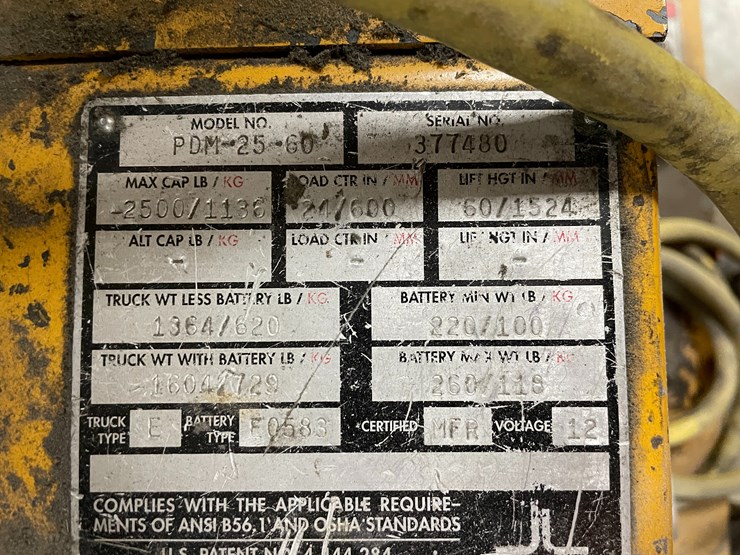 MODEL NO. SERIAL NO.
PDM-25-60 377480
MAX CAP LB / KG LOAD CTR IN / MM LIFT HGT IN / MM
-2500/1136 24/600 60/1524
ALT CAP LB / KG LOAD CTR IN / MM LIFT HGT IN / MM
- - -
TRUCK WT LESS BATTERY LB / KG BATTERY MIN WT LB / KG
1364/620 220/100
TRUCK WT WITH BATTERY LB / KG BATTERY MAX WT LB / KG
1604/729 260/118
TRUCK TYPE E BATTERY TYPE F0583 CERTIFIED MFR VOLTAGE 12
COMPLIES WITH THE APPLICABLE REQUIRE-
MENTS OF ANSI B56.1 AND OSHA STANDARDS
U.S. PATENT NO.